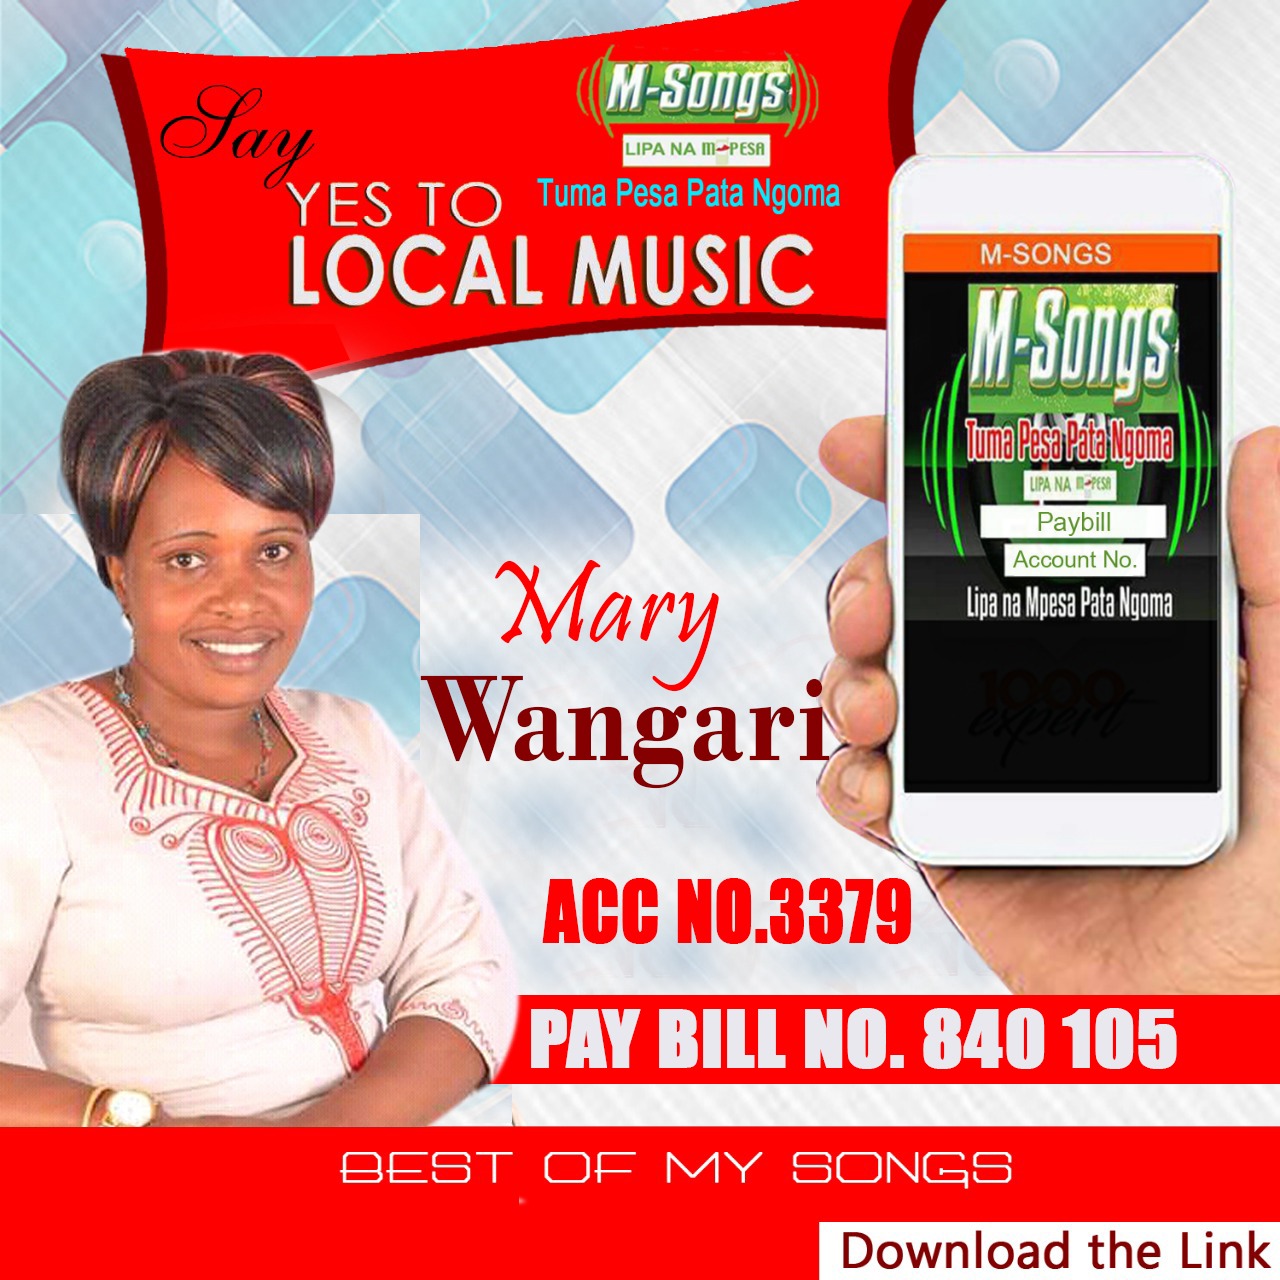 Say
YES TO
LOCAL MUSIC
M-Songs
LIPA NA M-PESA
Tuma Pesa Pata Ngoma
M-SONGS
M-Songs
Tuma Pesa Pata Ngoma
LIPA NA M-PESA
Paybill
Account No.
Lipa na Mpesa Pata Ngoma
1000
expert
Mary
Wangari
ACC NO.3379
PAY BILL NO. 840 105
BEST OF MY SONGS
Download the Link